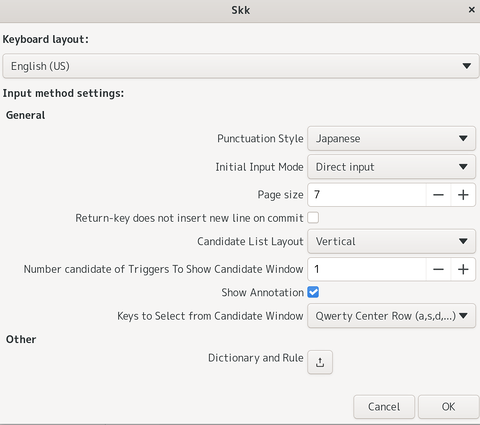 Skk
Keyboard layout:
English (US)
Input method settings:
General
Punctuation Style Japanese
Initial Input Mode Direct input
Page size 7
Return-key does not insert new line on commit
Candidate List Layout Vertical
Number candidate of Triggers To Show Candidate Window 1
Show Annotation
Keys to Select from Candidate Window Qwerty Center Row (a,s,d,...)
Other
Dictionary and Rule
Cancel OK